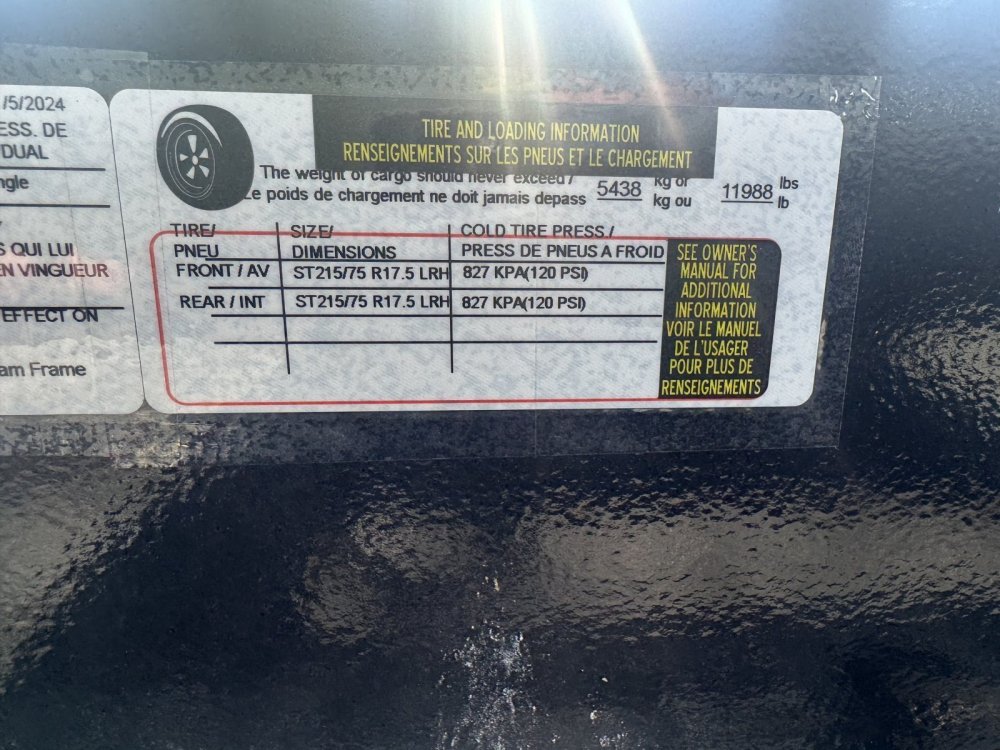 /5/2024
ESS. DE
DUAL
ngle
S QUI LUI
EN VINGUEUR
EFFECT ON
am Frame
TIRE AND LOADING INFORMATION
RENSEIGNEMENTS SUR LES PNEUS ET LE CHARGEMENT
The weight of cargo should never exceed / kg or lbs
Le poids de chargement ne doit jamais depass 5438 kg ou 11988 lb
TIRE/ SIZE/ COLD TIRE PRESS /
PNEU DIMENSIONS PRESS DE PNEUS A FROID
FRONT / AV ST215/75 R17.5 LRH 827 KPA(120 PSI)
REAR / INT ST215/75 R17.5 LRH 827 KPA(120 PSI)
SEE OWNER'S
MANUAL FOR
ADDITIONAL
INFORMATION
VOIR LE MANUEL
DE L'USAGER
POUR PLUS DE
RENSEIGNEMENTS